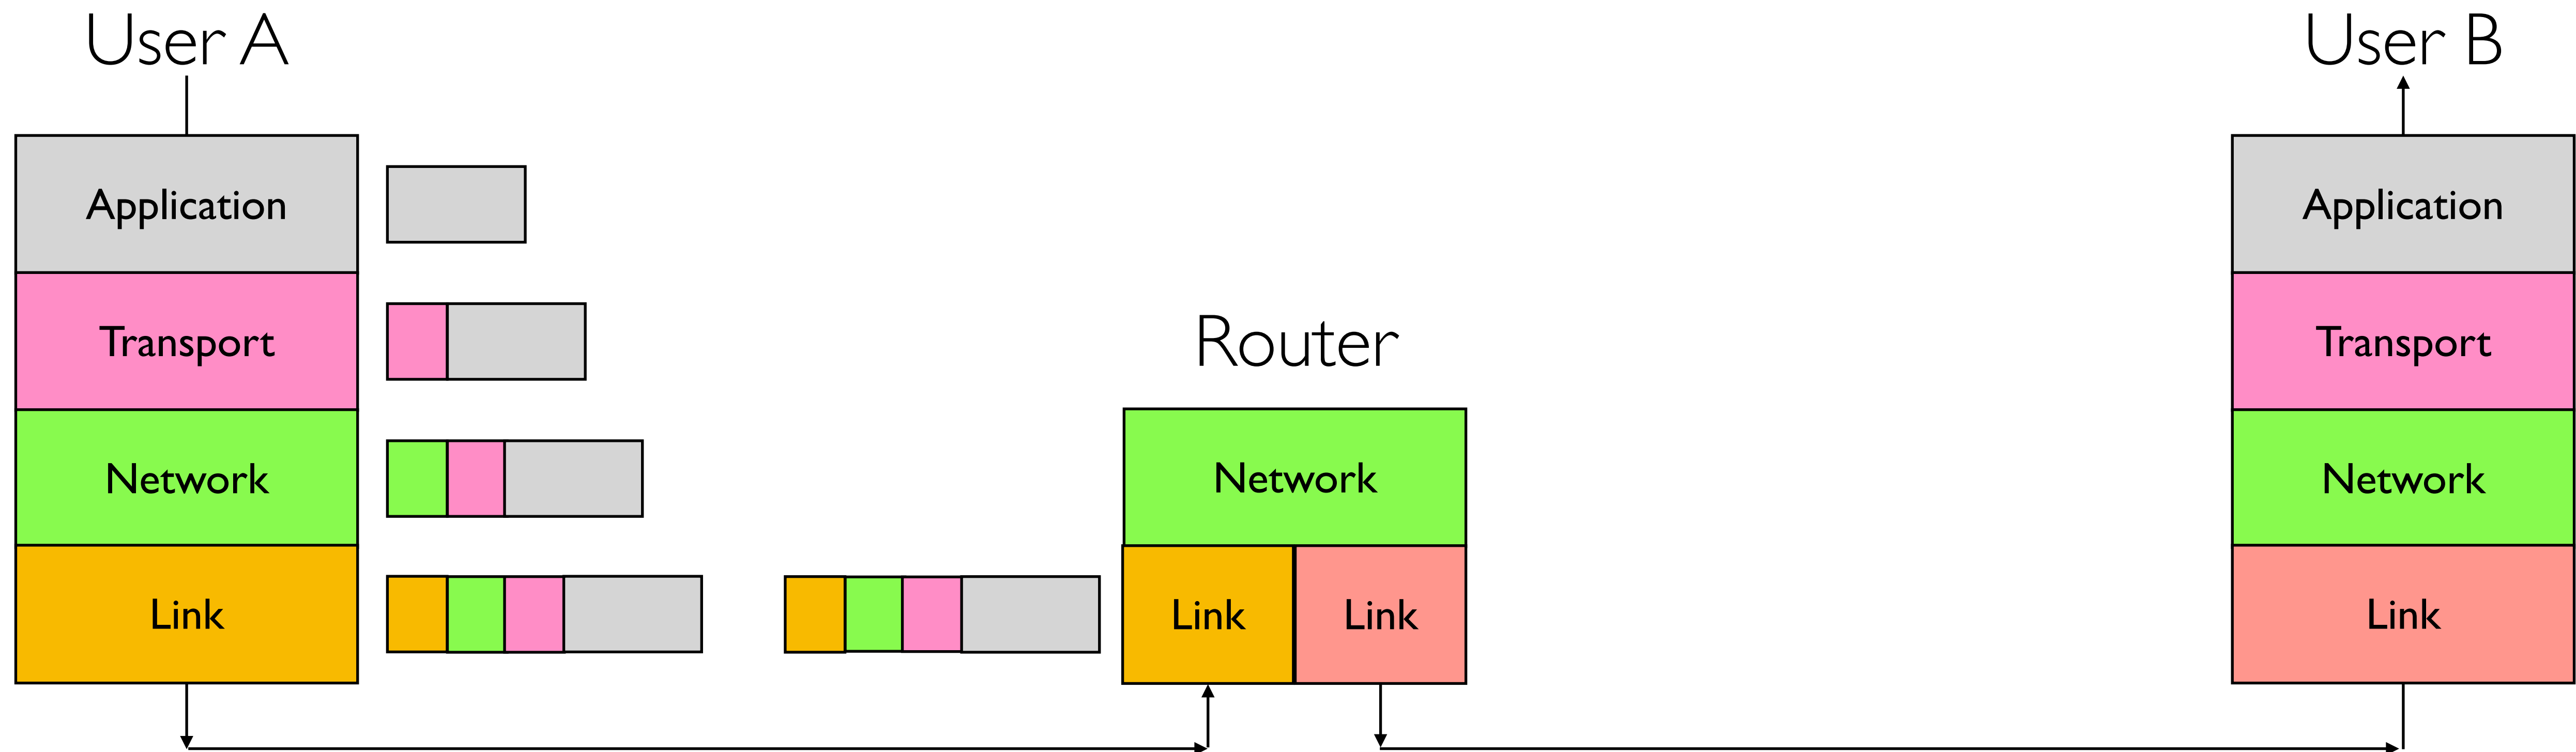 User A
User B
Application
Application
Transport
Router
Transport
Network
Network
Network
Link
Link
Link
Link